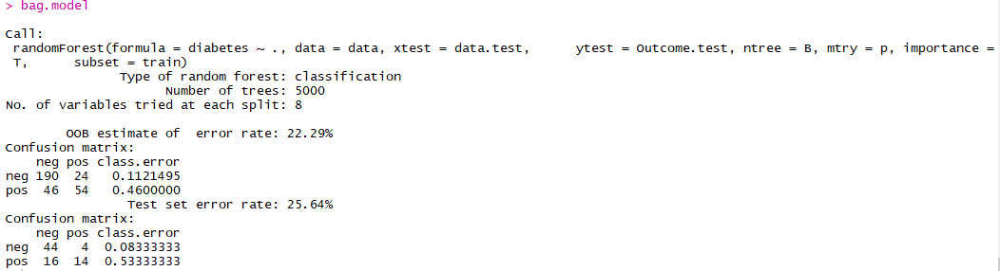 > bag.model
Call:
randomForest(formula = diabetes ~ ., data = data, xtest = data.test, ytest = Outcome.test, ntree = B, mtry = p, importance =
T, subset = train)
Type of random forest: classification
Number of trees: 5000
No. of variables tried at each split: 8
OOB estimate of error rate: 22.29%
Confusion matrix:
neg pos class.error
neg 190 24 0.1121495
pos 46 54 0.4600000
Test set error rate: 25.64%
Confusion matrix:
neg pos class.error
neg 44 4 0.08333333
pos 16 14 0.53333333